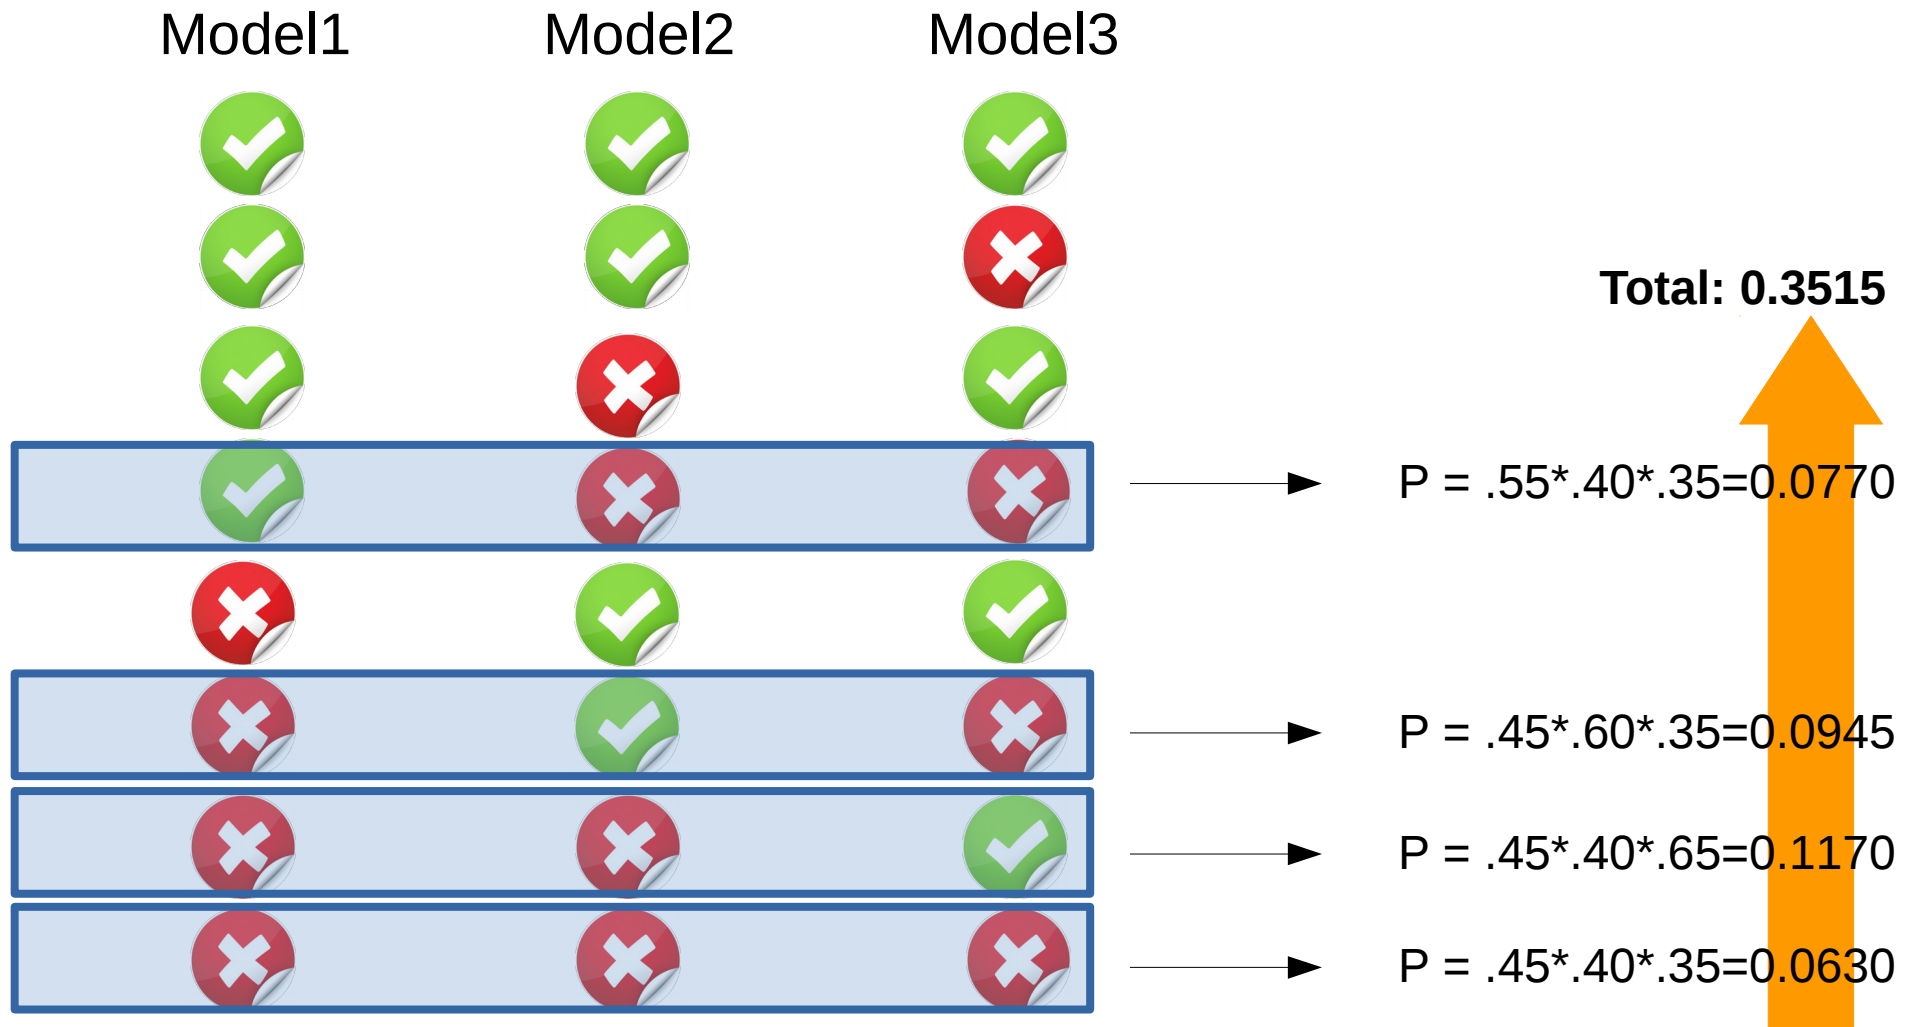 Model1 Model2 Model3
Total: 0.3515
P = .55*.40*.35=0.0770
P = .45*.60*.35=0.0945
P = .45*.40*.65=0.1170
P = .45*.40*.35=0.0630